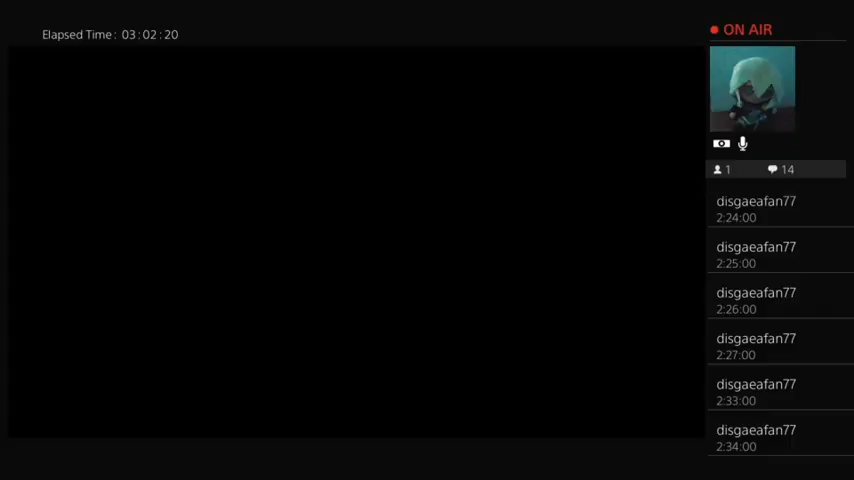 Elapsed Time: 03:02:20
ON AIR
1 14
disgaeafan77
2:24:00
disgaeafan77
2:25:00
disgaeafan77
2:26:00
disgaeafan77
2:27:00
disgaeafan77
2:33:00
disgaeafan77
2:34:00